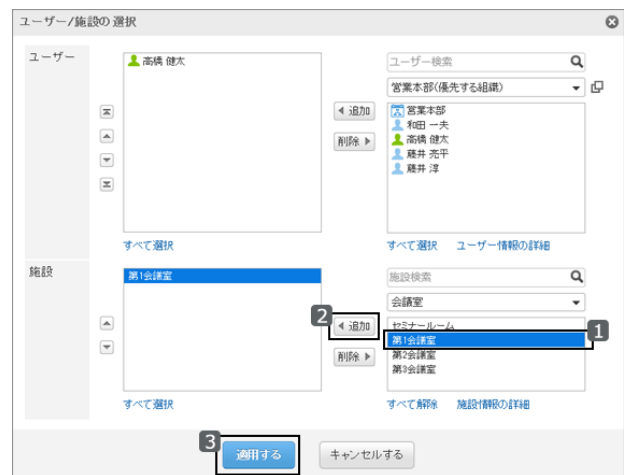 ユーザー/施設の選択
ユーザー
高橋 健太
ユーザー検索
営業本部(優先する組織)
追加
削除
営業本部
和田 一夫
高橋 健太
藤井 亮平
藤井 淳
すべて選択
すべて選択 ユーザー情報の詳細
施設
第1会議室
施設検索
会議室
2
追加
削除
セミナールーム
1
第1会議室
第2会議室
第3会議室
すべて選択
すべて解除 施設情報の詳細
3
適用する
キャンセルする